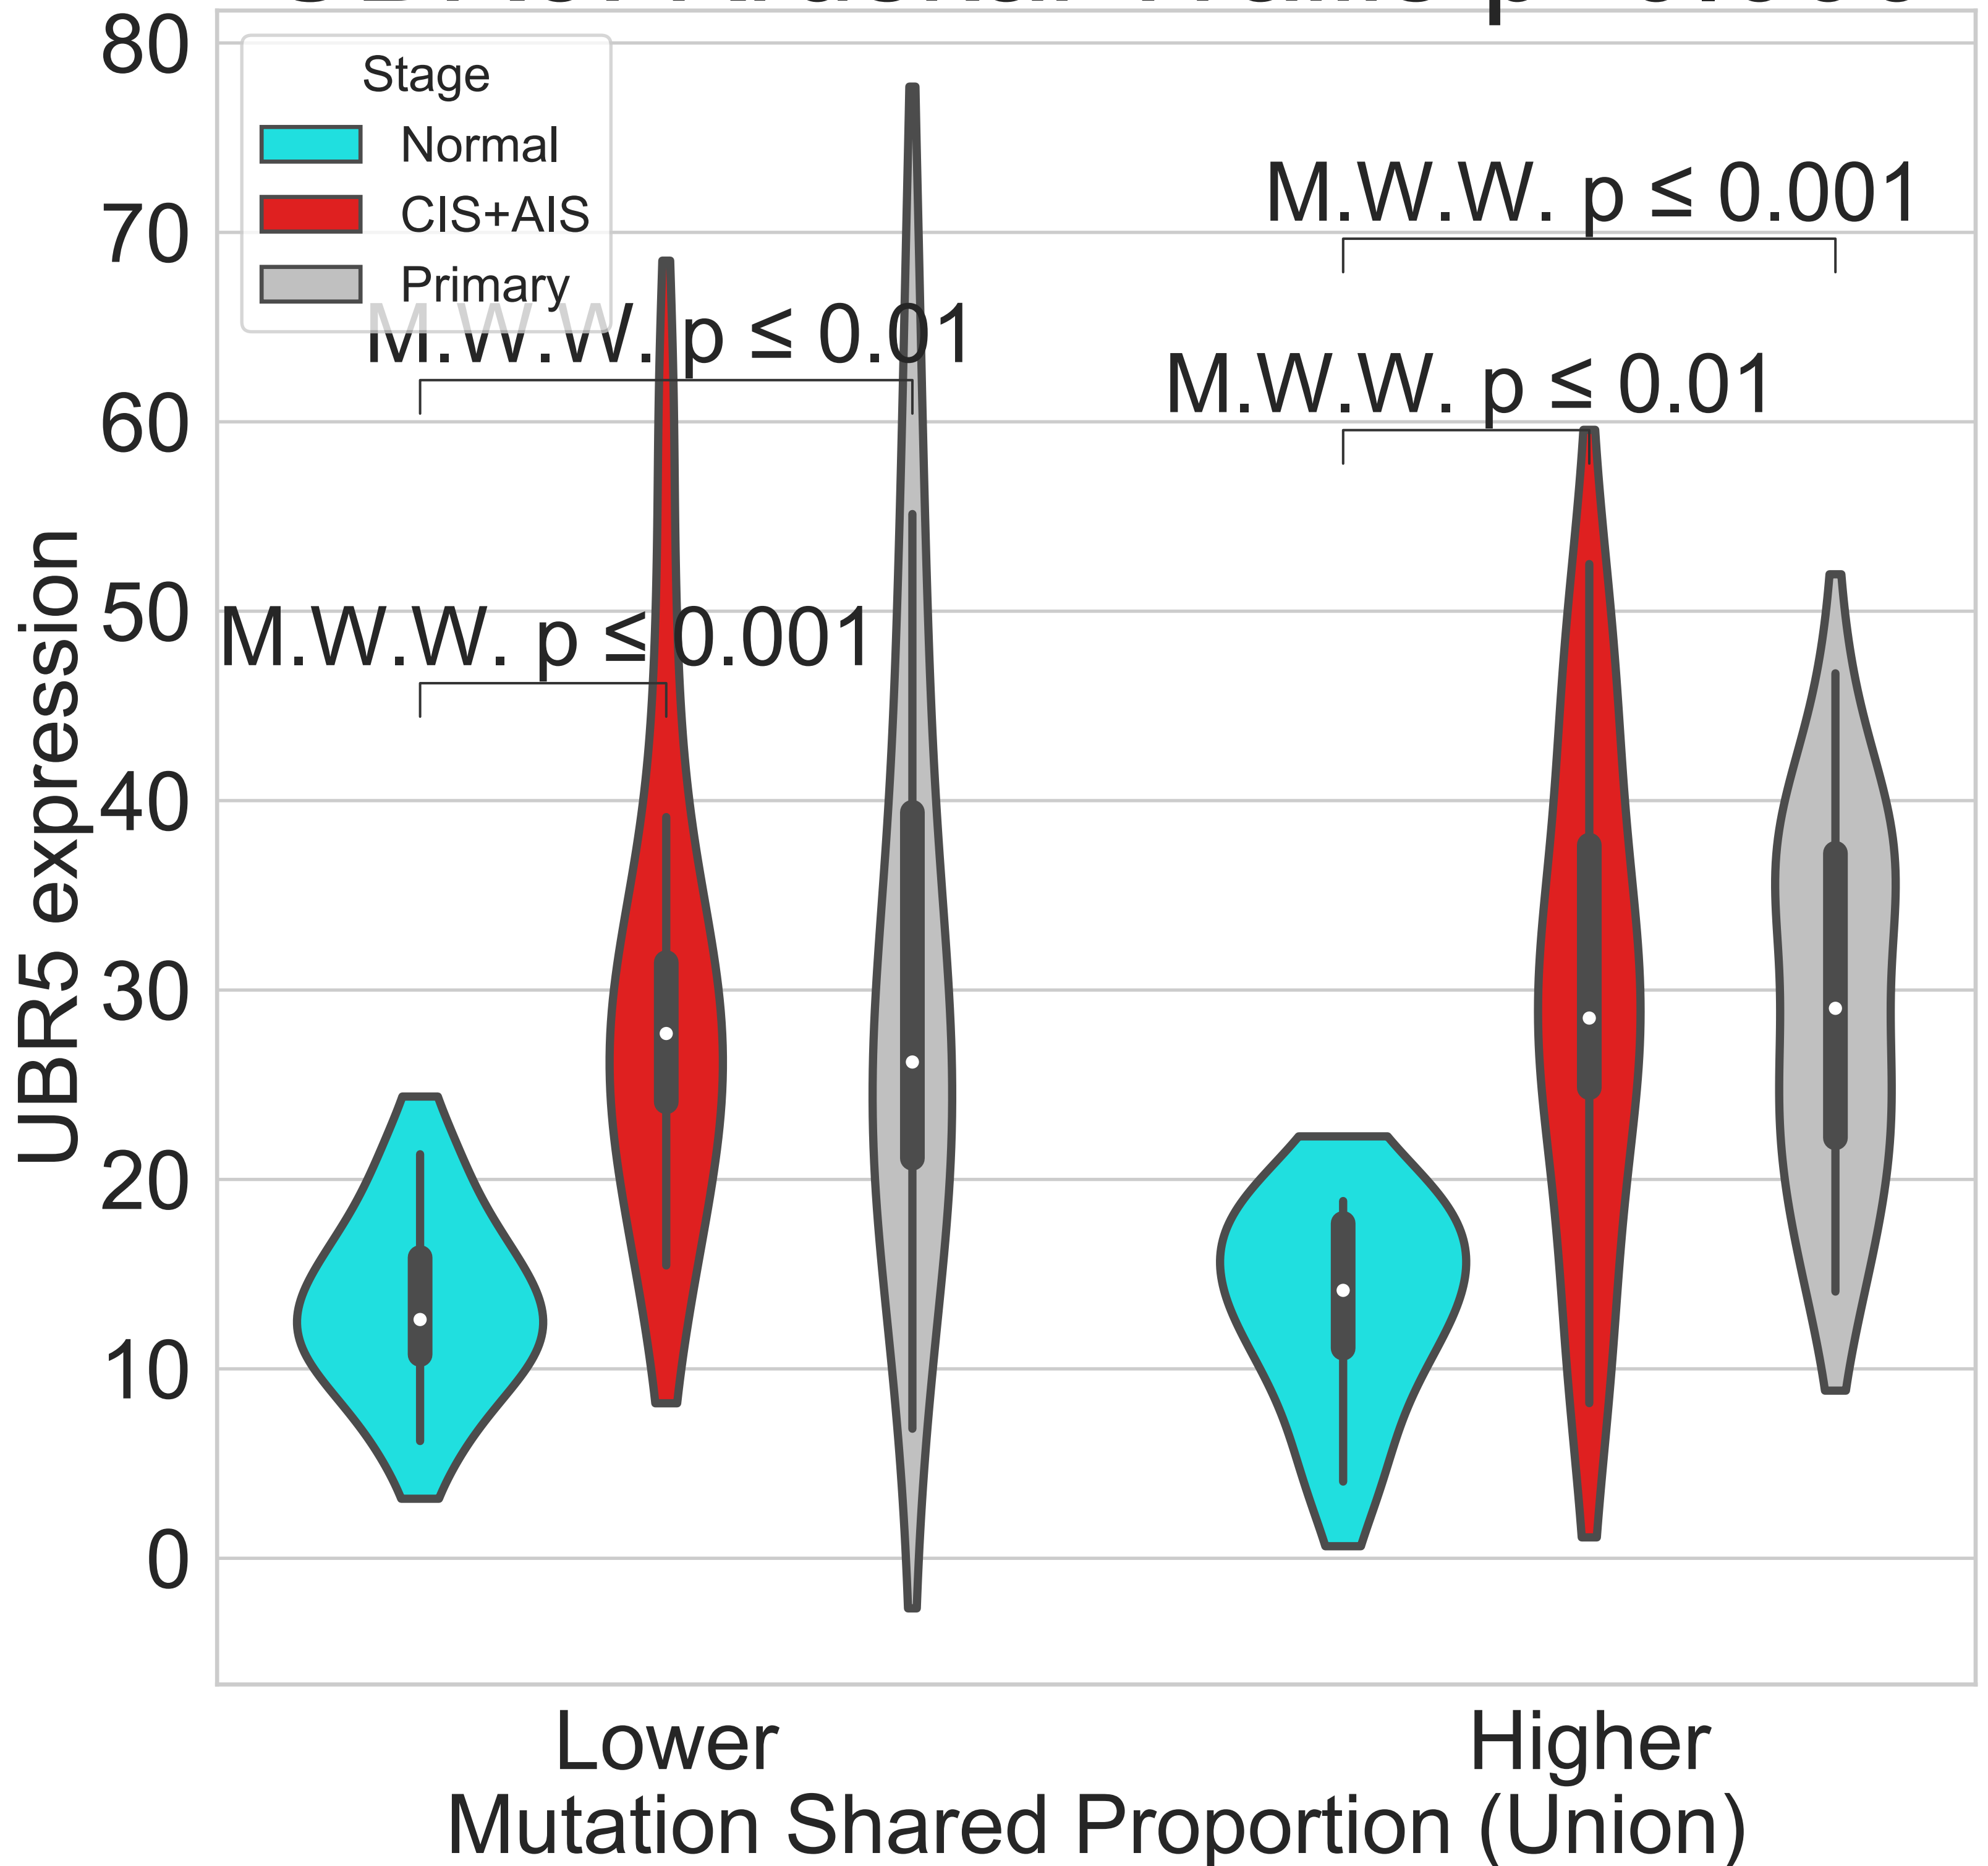 80
Stage
Normal
CIS+AIS
Primary
70
M.W.W. p ≤ 0.001
M.W.W. p ≤ 0.01
M.W.W. p ≤ 0.01
60
M.W.W. p ≤ 0.001
50
40
30
20
10
0
UBR5 expression
Lower
Higher
Mutation Shared Proportion (Union)